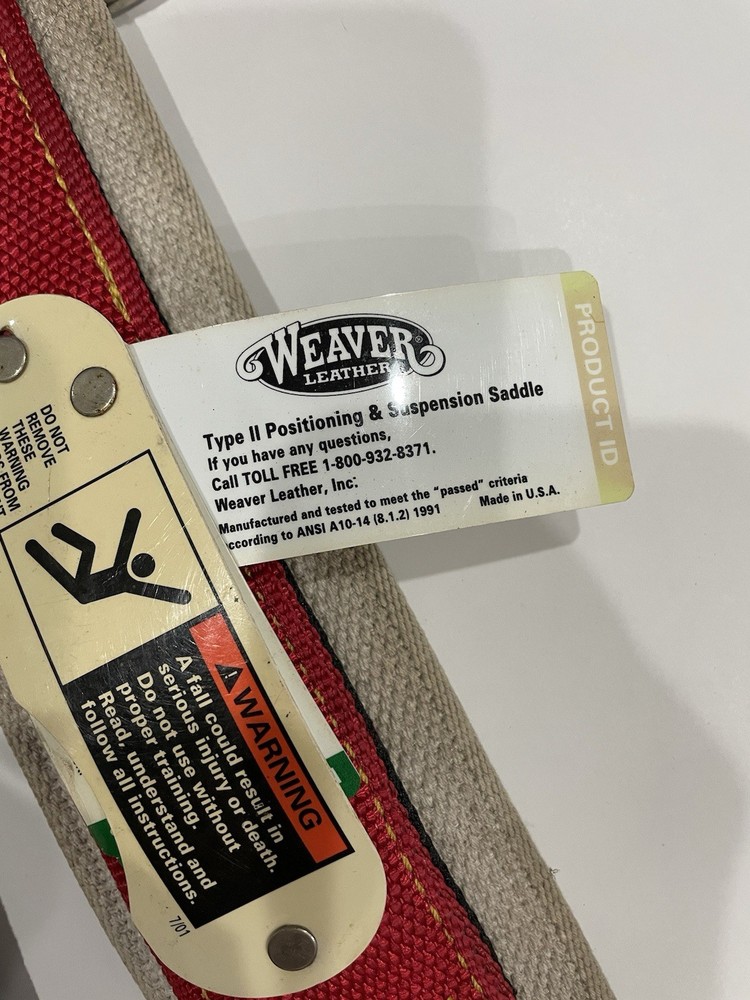 WEAVER®
LEATHER
Type II Positioning & Suspension Saddle
If you have any questions,
Call TOLL FREE 1-800-932-8371.
Weaver Leather, Inc.
Manufactured and tested to meet the "passed" criteria
according to ANSI A10-14 (8.1.2) 1991
Made in U.S.A.
PRODUCT ID
DO NOT
REMOVE
THESE
WARNING
FROM
WARNING
A fall could result in
serious injury or death.
Do not use without
proper training.
Read, understand and
follow all instructions.
7/01